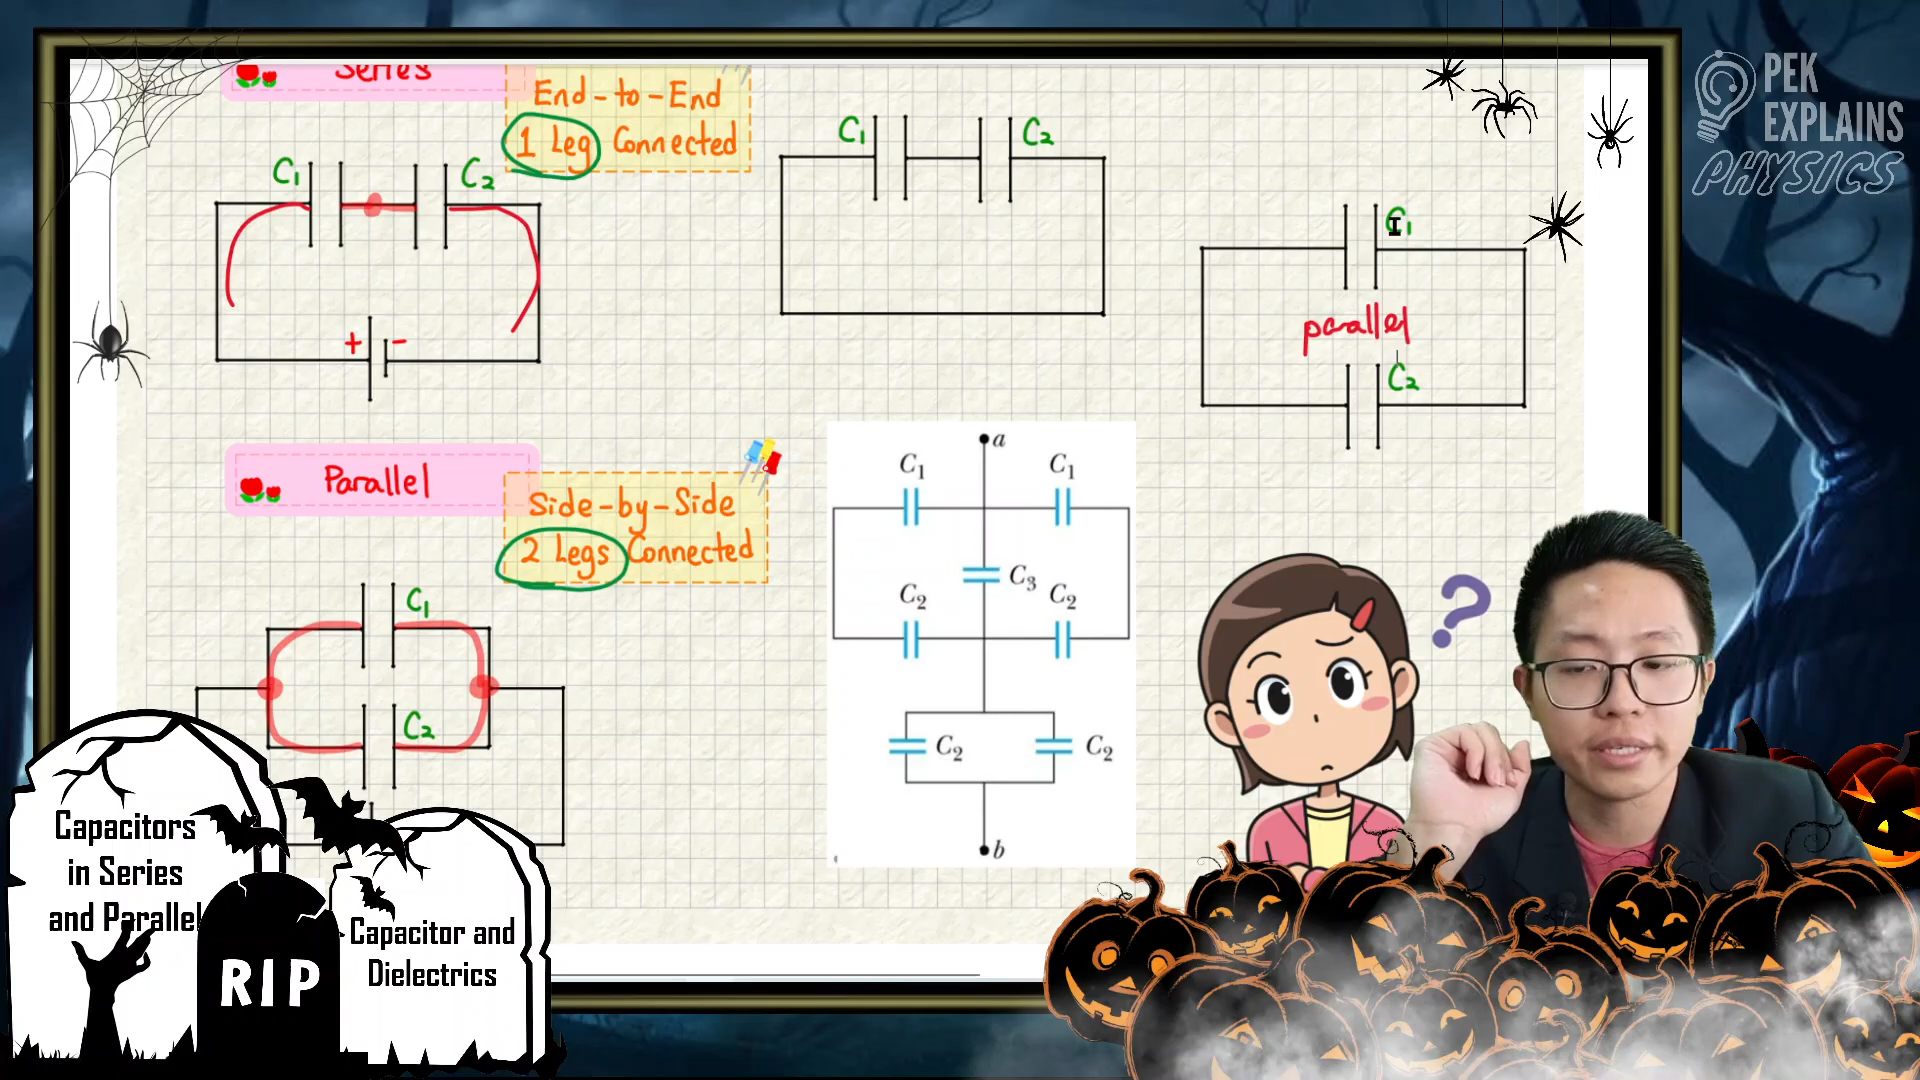 Series
End-to-End
1 Leg Connected
C₁
C₂
+ -
C₁
C₂
C₁
parallel
C₂
Parallel
Side-by-Side
2 Legs Connected
C₁
C₂
a
C₁
C₁
C₃
C₂
C₂
C₂
C₂
b
?
PEK
EXPLAINS
PHYSICS
Capacitors
in Series
and Parallel
RIP
Capacitor and
Dielectrics